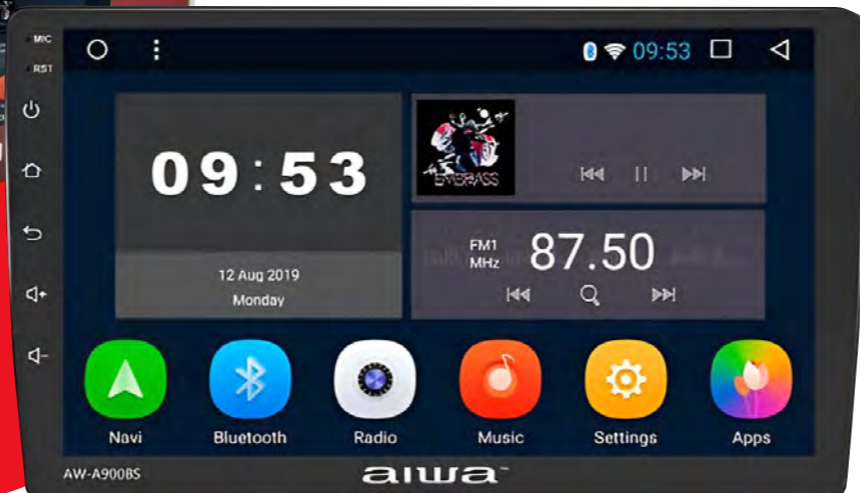 MIC
RST
09:53
09:53
12 Aug 2019
Monday
EMBRASS
FM1
MHz
87.50
Navi
Bluetooth
Radio
Music
Settings
Apps
AW-A900BS
aiwa